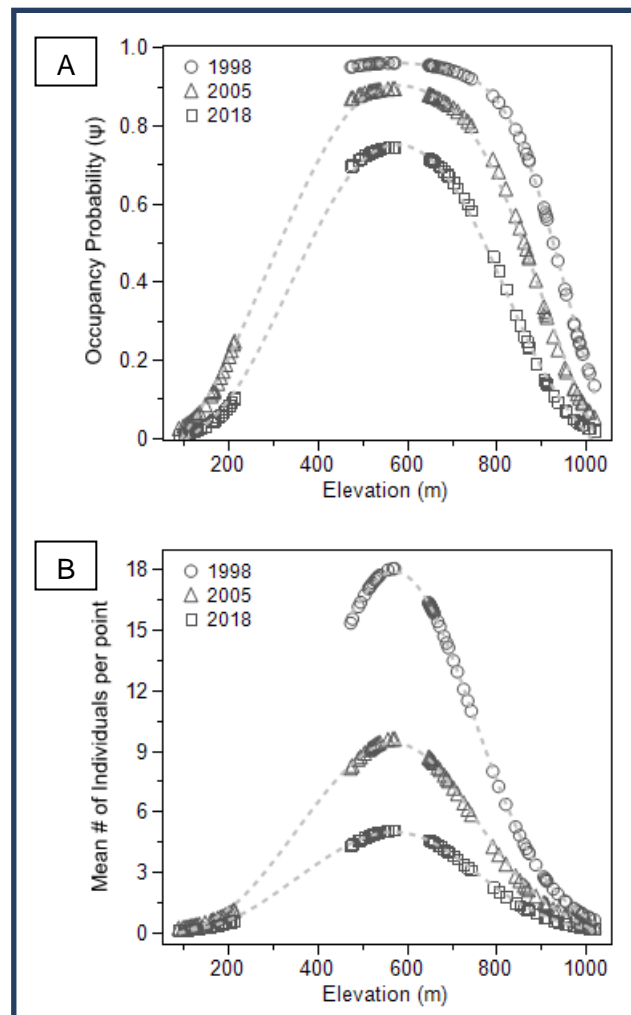 A
1.0
0.8
0.6
0.4
0.2
0
Occupancy Probability (ψ)
1998
2005
2018
200 400 600 800 1000
Elevation (m)
B
18
15
12
9
6
3
0
Mean # of Individuals per point
1998
2005
2018
200 400 600 800 1000
Elevation (m)